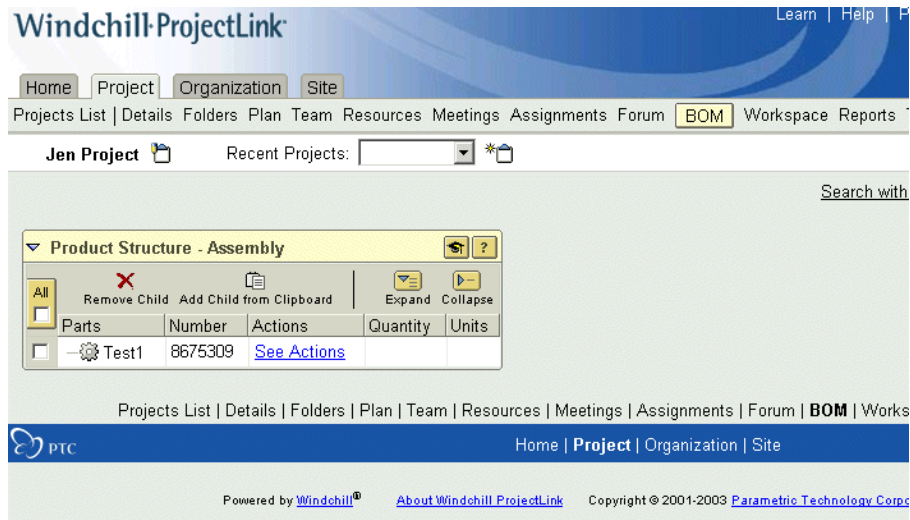 Windchill ProjectLink
Learn | Help |
Home Project Organization Site
Projects List | Details Folders Plan Team Resources Meetings Assignments Forum BOM Workspace Reports
Jen Project Recent Projects:
Search with
Product Structure - Assembly ?
All Remove Child Add Child from Clipboard Expand Collapse
Parts Number Actions Quantity Units
Test1 8675309 See Actions
Projects List | Details | Folders | Plan | Team | Resources | Meetings | Assignments | Forum | BOM | Works
PTC Home | Project | Organization | Site
Powered by Windchill® About Windchill ProjectLink Copyright © 2001-2003 Parametric Technology Corpo